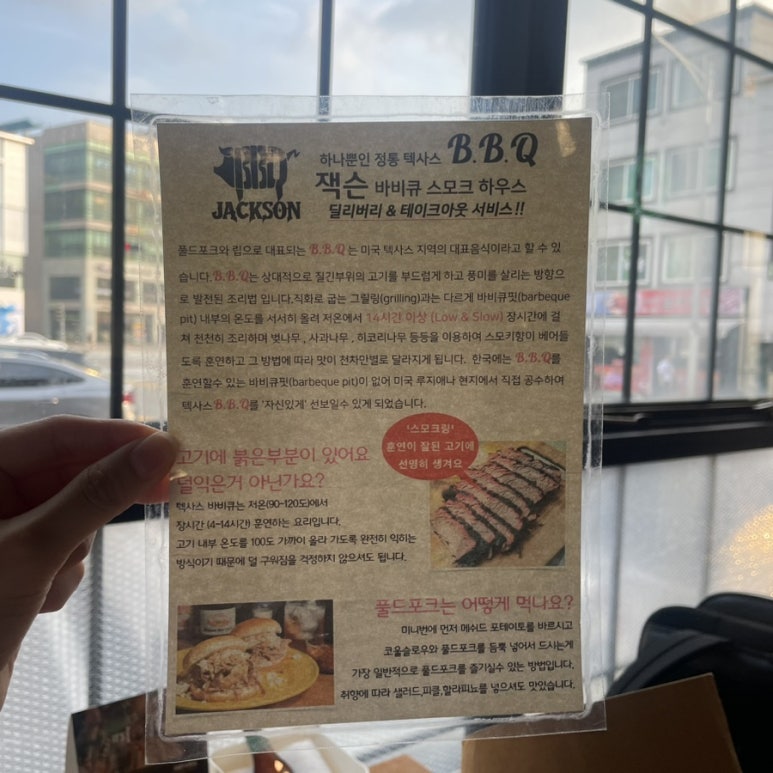 BBQ
JACKSON
하나뿐인 정통 텍사스 B.B.Q
잭슨 바비큐 스모크 하우스
딜리버리 & 테이크아웃 서비스!!
풀드포크와 립으로 대표되는 B.B.Q 는 미국 텍사스 지역의 대표음식이라고 할 수 있
습니다.B.B.Q는 상대적으로 질긴부위의 고기를 부드럽게 하고 풍미를 살리는 방향으
로 발전된 조리법 입니다.직화로 굽는 그릴링(grilling)과는 다르게 바비큐핏(barbeque
pit) 내부의 온도를 서서히 올려 저온에서 14시간 이상 (Low & Slow) 장시간에 걸
쳐 천천히 조리하며 벚나무 , 사과나무 , 히코리나무 등등을 이용하여 스모키향이 베어들
도록 훈연하고 그 방법에 따라 맛이 천차만별로 달라지게 됩니다. 한국에는 B.B.Q를
훈연할수 있는 바비큐핏(barbeque pit)이 없어 미국 루지애나 현지에서 직접 공수하여
텍사스 B.B.Q를 '자신있게' 선보일수 있게 되었습니다.
'스모크링'
훈연이 잘된 고기에
선명히 생겨요
고기에 붉은부분이 있어요
덜익은거 아닌가요?
텍사스 바비큐는 저온(90-120도)에서
장시간 (4-14시간) 훈연하는 요리입니다.
고기 내부 온도를 100도 가까이 올라 가도록 완전히 익히는
방식이기 때문에 덜 구워짐을 걱정하지 않으셔도 됩니다.
풀드포크는 어떻게 먹나요?
미니번에 먼저 메쉬드 포테이토를 바르시고
코울슬로우와 풀드포크를 듬뿍 넣어서 드시는게
가장 일반적으로 풀드포크를 즐기실수 있는 방법입니다.
취향에 따라 샐러드,피클,할라피뇨를 넣으셔도 맛있습니다.